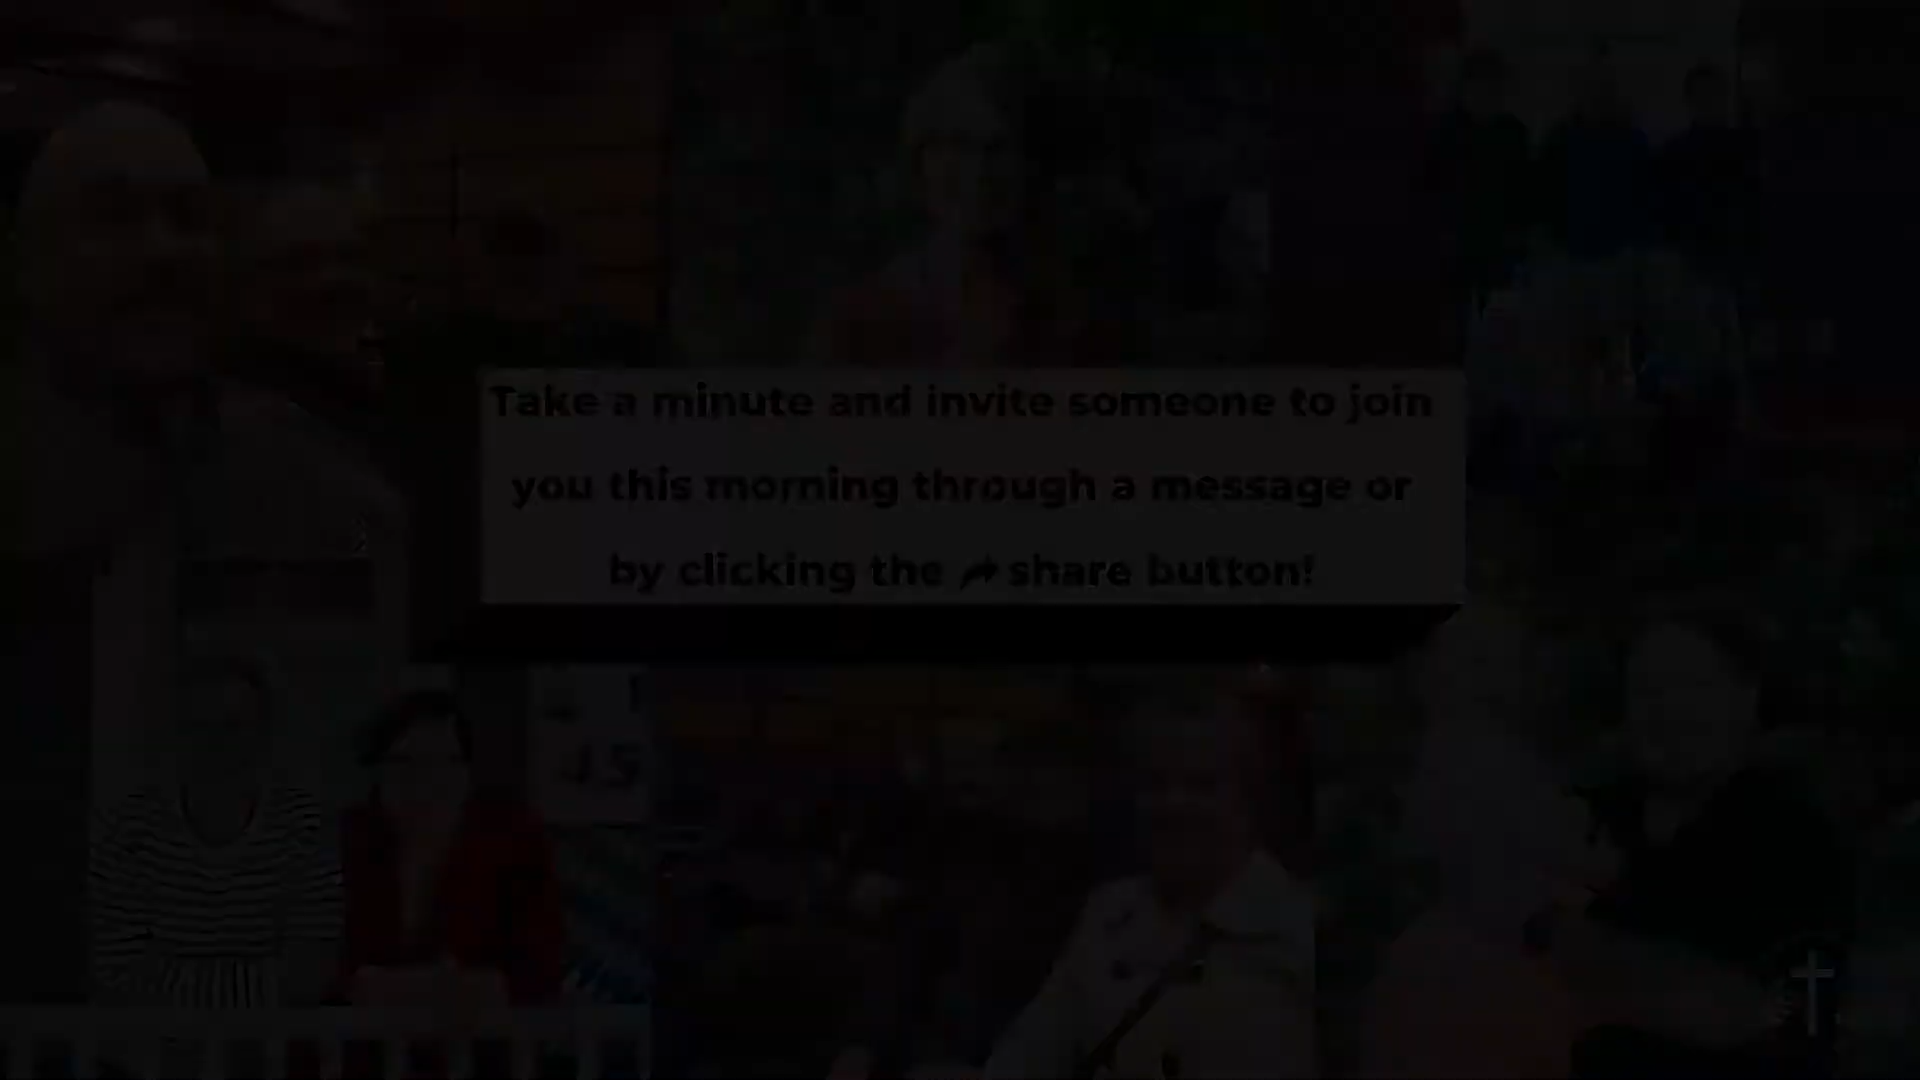 Take a minute and invite someone to join
you this morning through a message or
by clicking the share button!